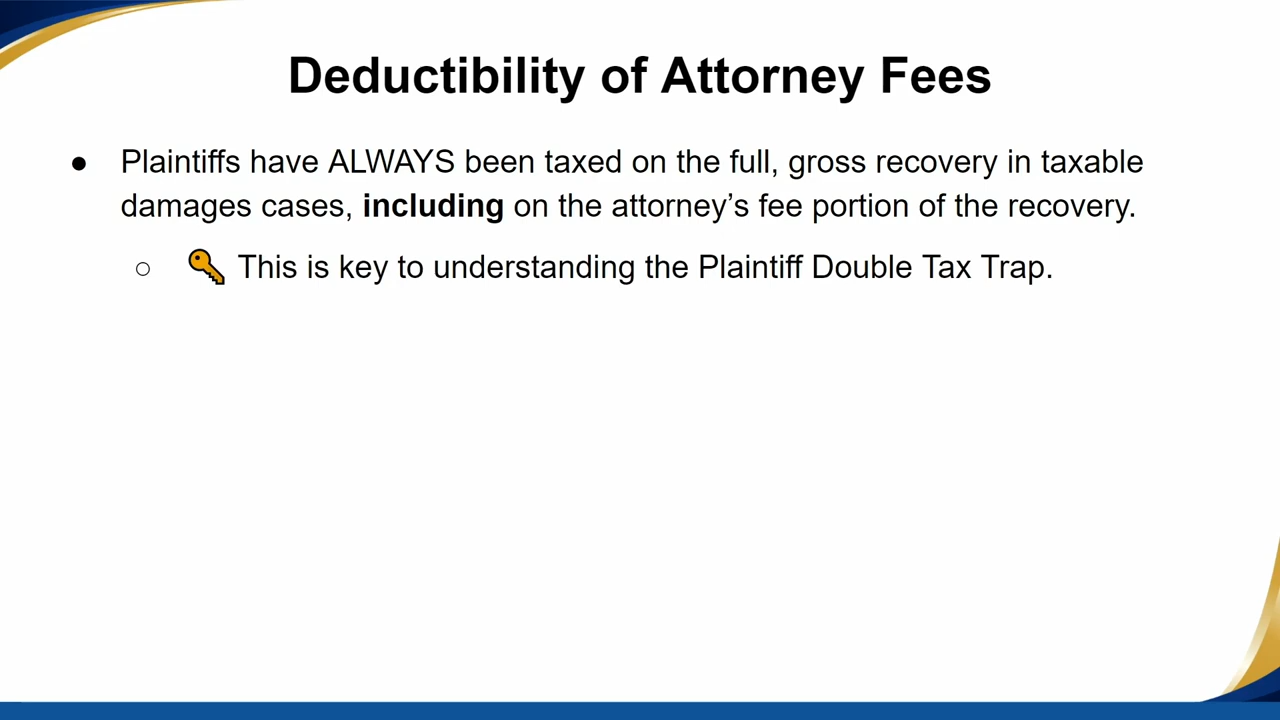 Deductibility of Attorney Fees
● Plaintiffs have ALWAYS been taxed on the full, gross recovery in taxable
damages cases, including on the attorney’s fee portion of the recovery.
○ 🔑 This is key to understanding the Plaintiff Double Tax Trap.